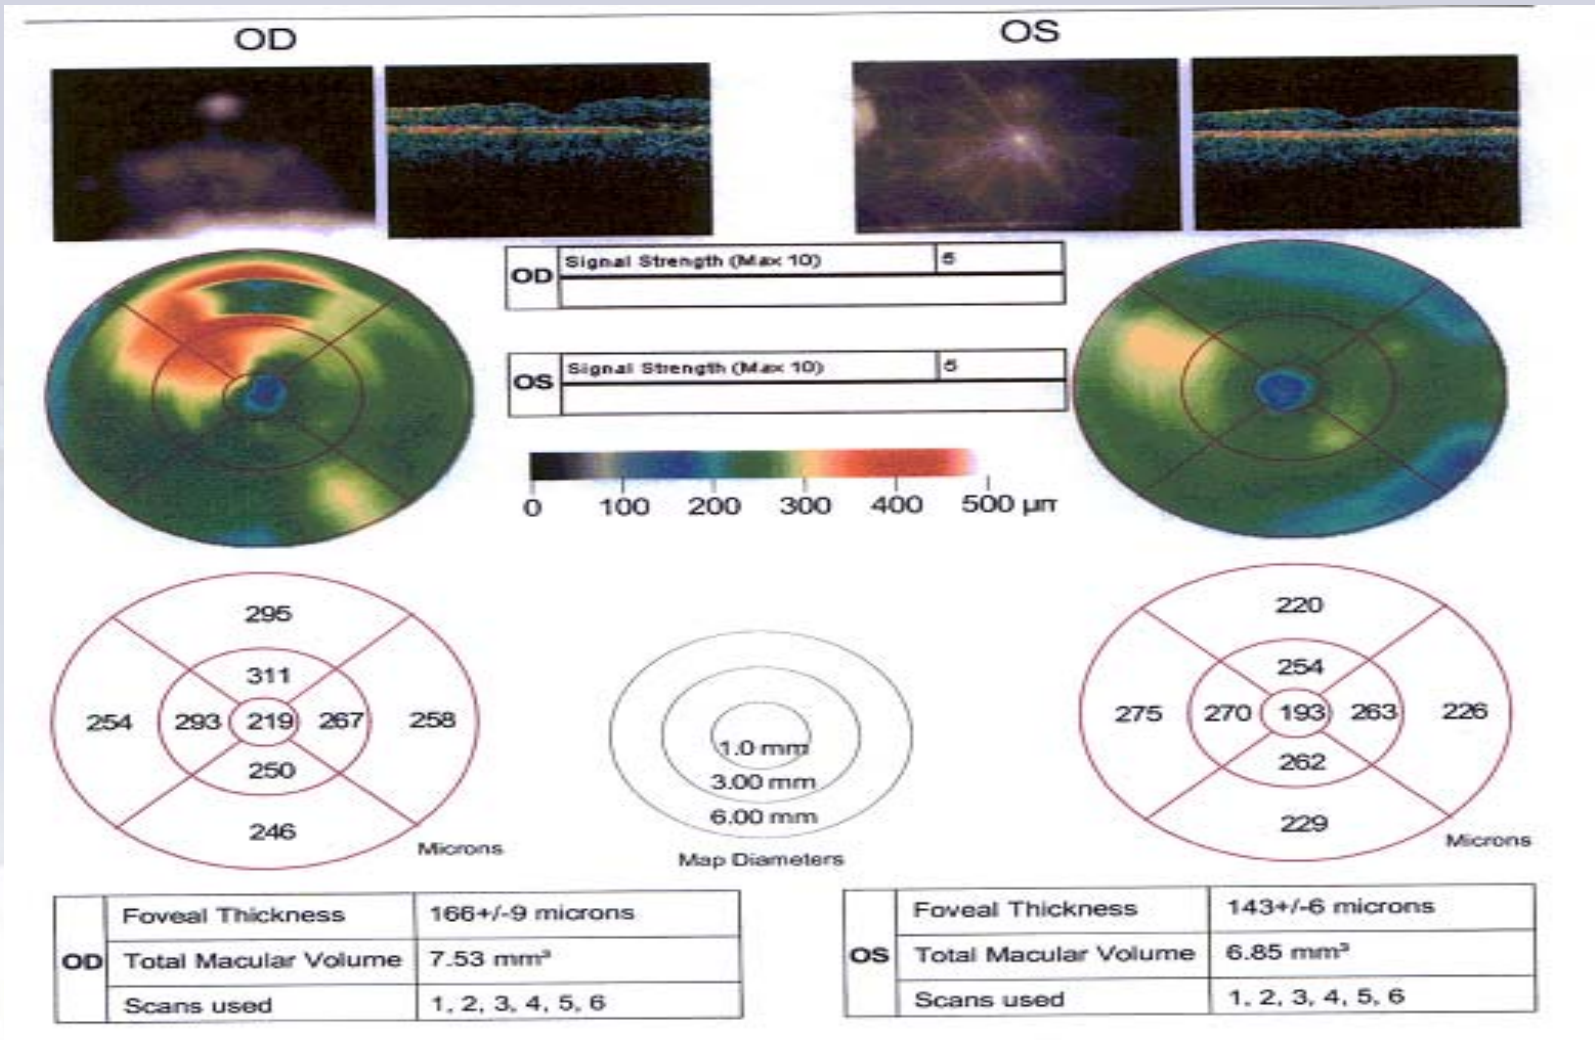 OD
OS
OD Signal Strength (Max 10) 5
OS Signal Strength (Max 10) 5
0 100 200 300 400 500 µm
295
311
254 293 219 267 258
250
246
Microns
1.0 mm
3.00 mm
6.00 mm
Map Diameters
220
254
275 270 193 263 226
262
229
Microns
OD
Foveal Thickness 166+/-9 microns
Total Macular Volume 7.53 mm³
Scans used 1, 2, 3, 4, 5, 6
OS
Foveal Thickness 143+/-6 microns
Total Macular Volume 6.85 mm³
Scans used 1, 2, 3, 4, 5, 6